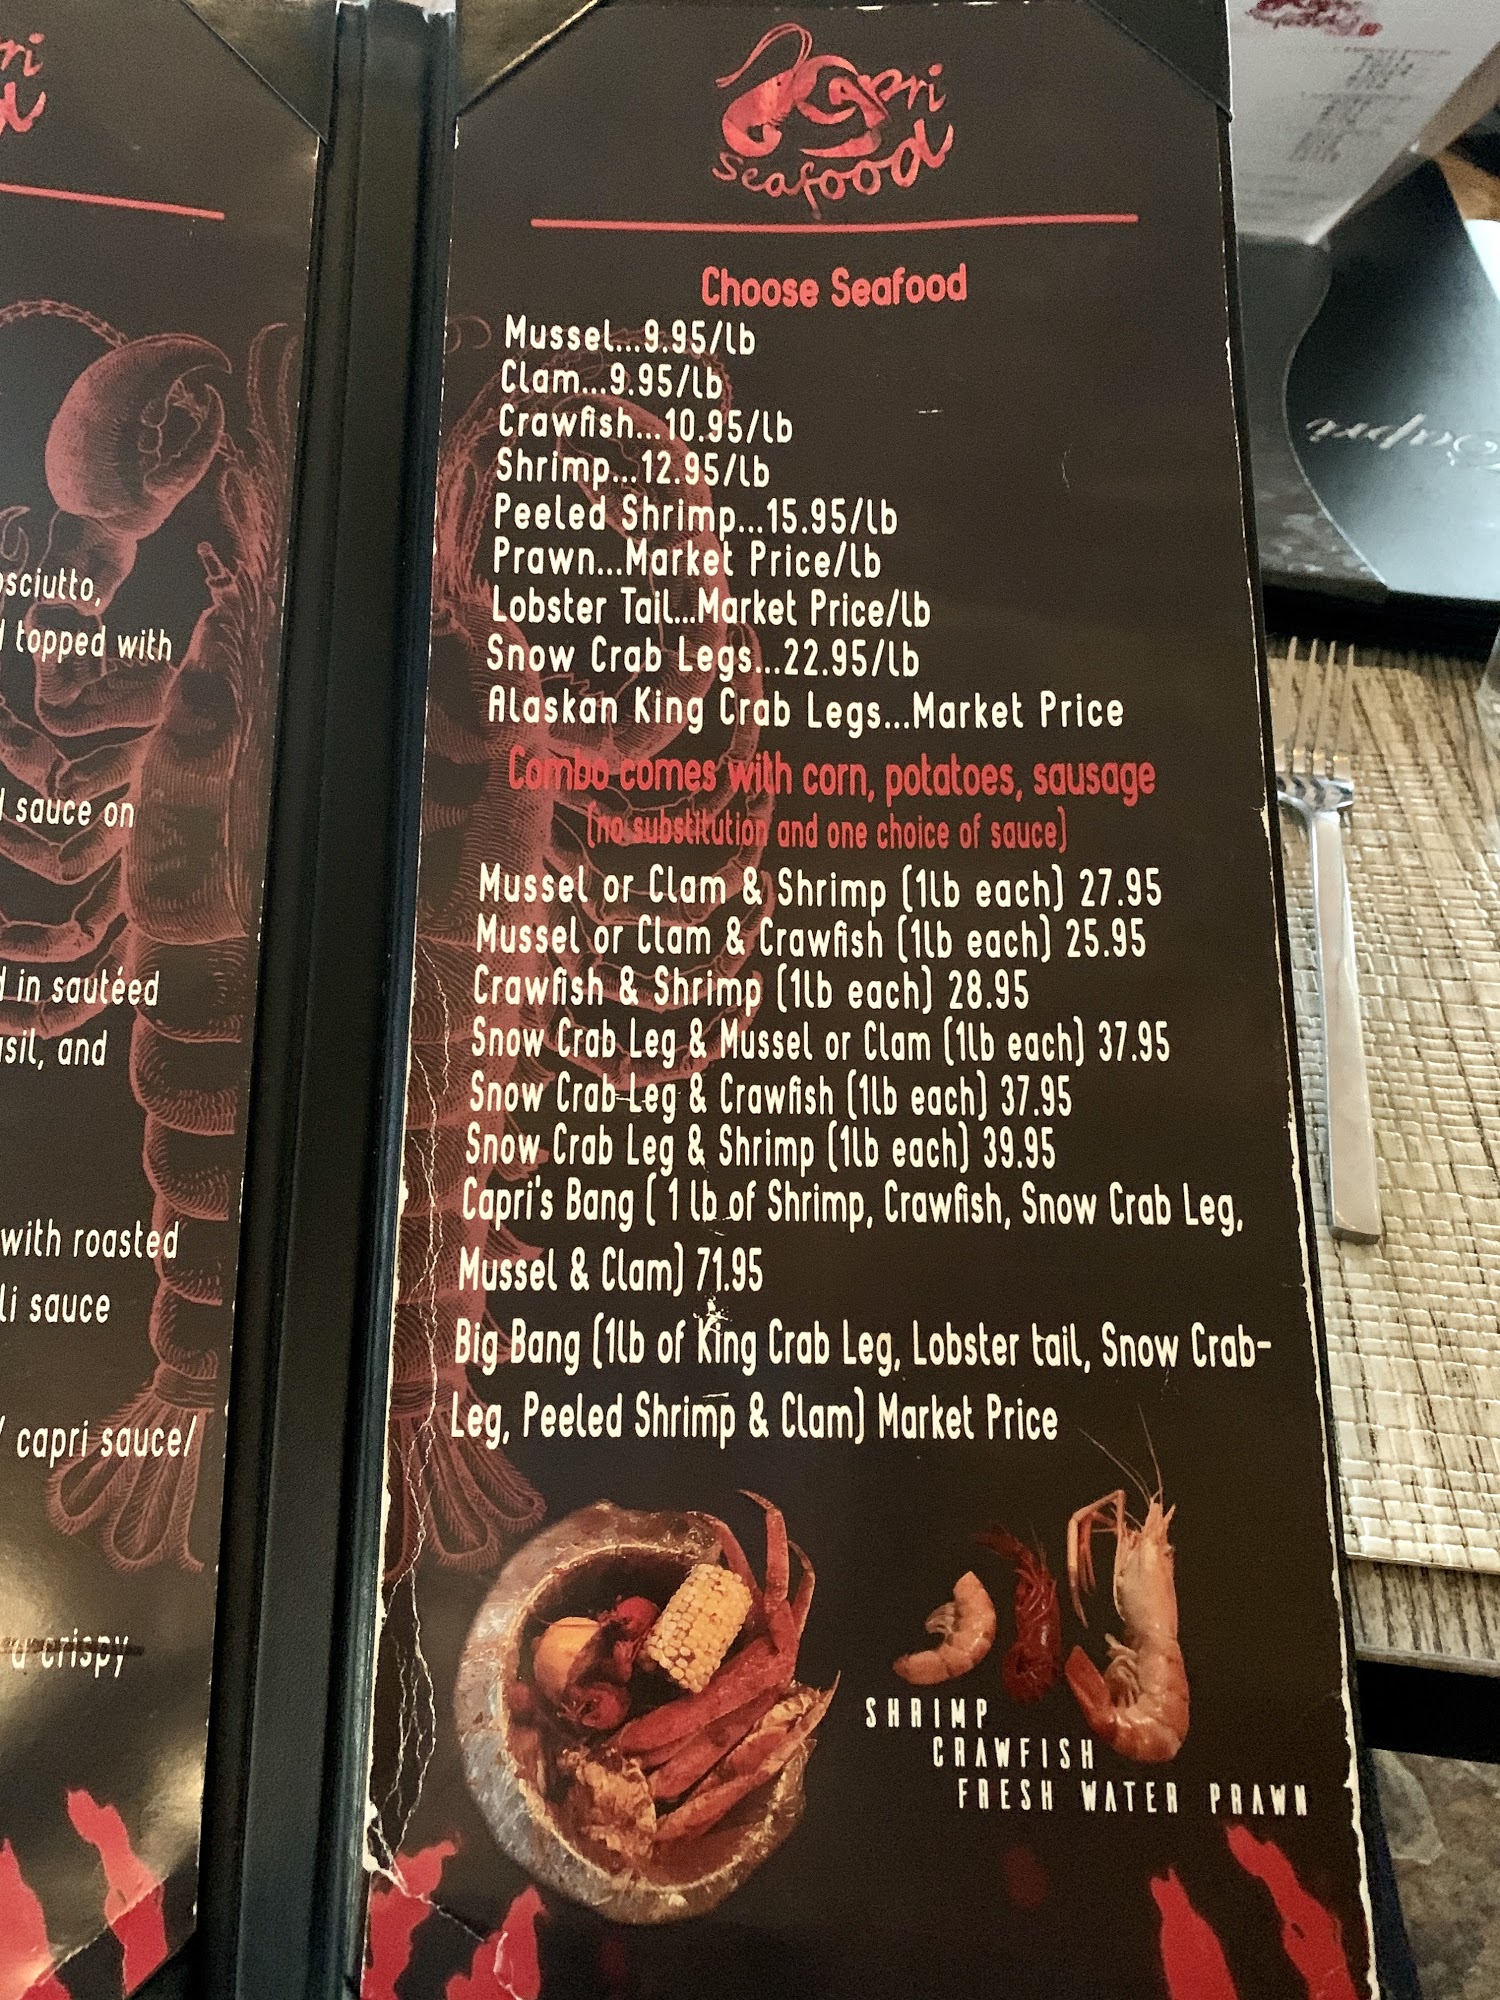 pri
osciutto,
topped with
sauce on
in sautéed
asil, and
with roasted
li sauce
/ capri sauce/
a crispy
Capri
Seafood
Choose Seafood
Mussel...9.95/lb
Clam...9.95/lb
Crawfish...10.95/lb
Shrimp...12.95/lb
Peeled Shrimp...15.95/lb
Prawn...Market Price/lb
Lobster Tail...Market Price/lb
Snow Crab Legs...22.95/lb
Alaskan King Crab Legs...Market Price
Combo comes with corn, potatoes, sausage
(no substitution and one choice of sauce)
Mussel or Clam & Shrimp (1lb each) 27.95
Mussel or Clam & Crawfish (1lb each) 25.95
Crawfish & Shrimp (1lb each) 28.95
Snow Crab Leg & Mussel or Clam (1lb each) 37.95
Snow Crab Leg & Crawfish (1lb each) 37.95
Snow Crab Leg & Shrimp (1lb each) 39.95
Capri's Bang ( 1 lb of Shrimp, Crawfish, Snow Crab Leg,
Mussel & Clam) 71.95
Big Bang (1lb of King Crab Leg, Lobster tail, Snow Crab-
Leg, Peeled Shrimp & Clam) Market Price
SHRIMP
CRAWFISH
FRESH WATER PRAWN
Capri